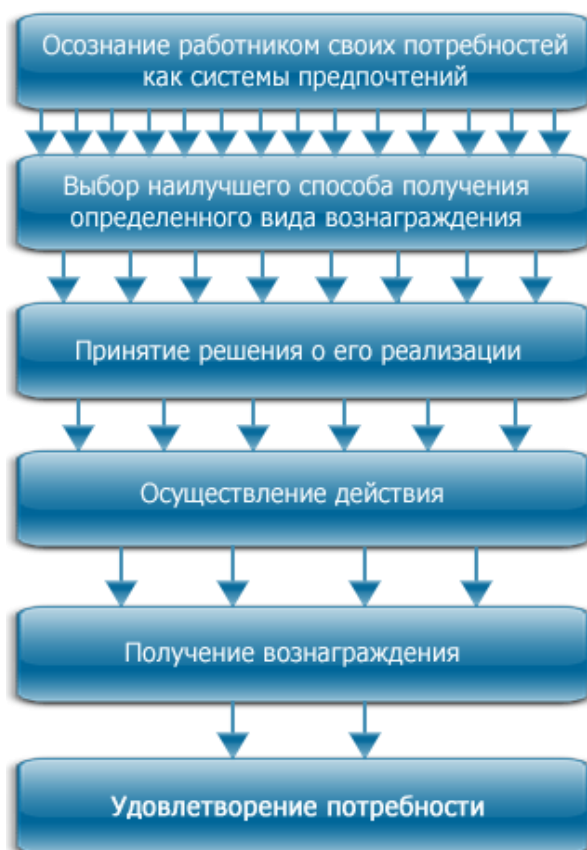 Осознание работником своих потребностей
как системы предпочтений
Выбор наилучшего способа получения
определенного вида вознаграждения
Принятие решения о его реализации
Осуществление действия
Получение вознаграждения
Удовлетворение потребности